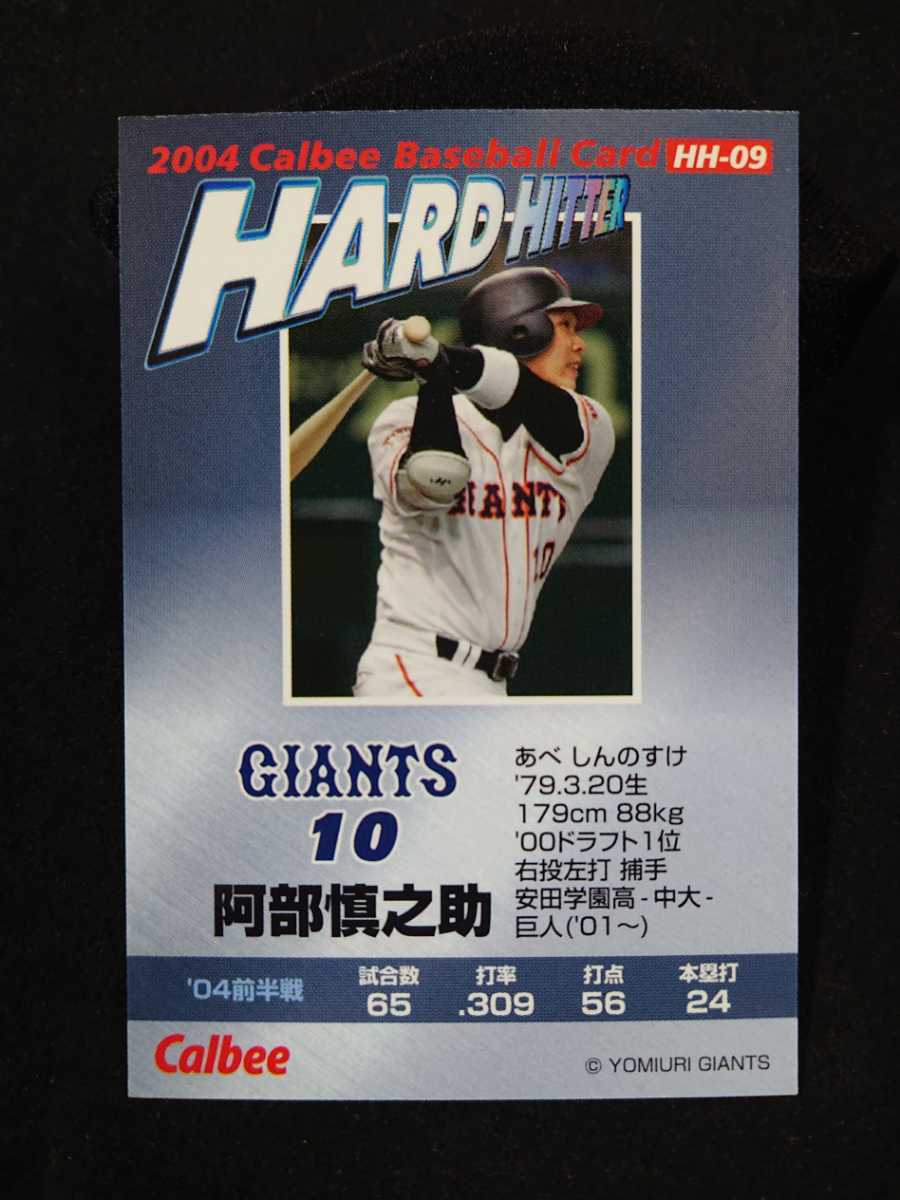 2004 Calbee Baseball Card HH-09
HARD HITTER
GIANTS
10
GIANTS
10
阿部慎之助
あべ しんのすけ
'79.3.20生
179cm 88kg
'00ドラフト1位
右投左打 捕手
安田学園高-中大-
巨人('01〜)
'04前半戦
試合数 打率 打点 本塁打
65 .309 56 24
Calbee
© YOMIURI GIANTS